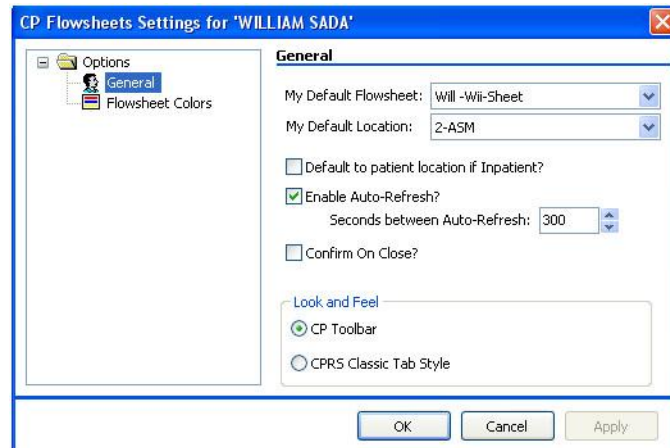 CP Flowsheets Settings for 'WILLIAM SADA'
Options
General
Flowsheet Colors
General
My Default Flowsheet: Will -Wii-Sheet
My Default Location: 2-ASM
Default to patient location if Inpatient?
Enable Auto-Refresh?
Seconds between Auto-Refresh: 300
Confirm On Close?
Look and Feel
CP Toolbar
CPRS Classic Tab Style
OK Cancel Apply